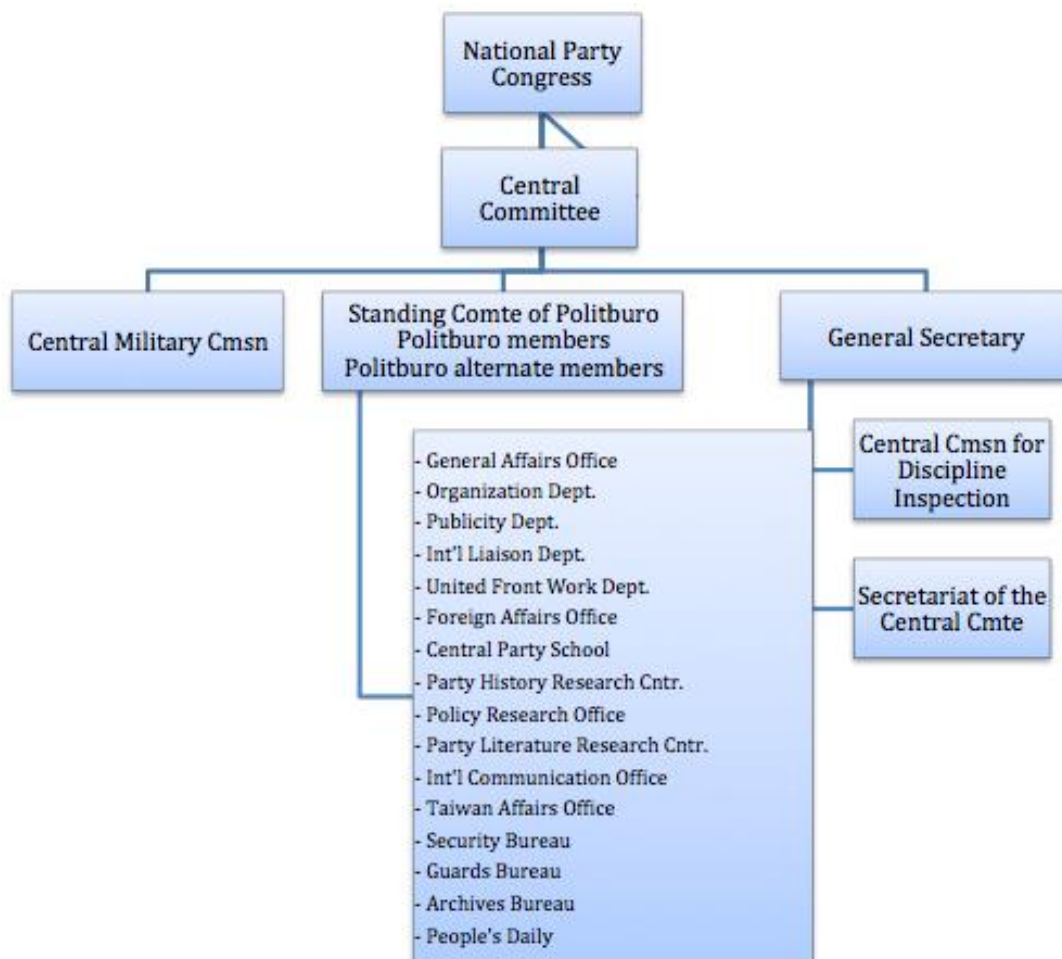 National Party
Congress
Central
Committee
Central Military Cmsn
Standing Comte of Politburo
Politburo members
Politburo alternate members
General Secretary
- General Affairs Office
- Organization Dept.
- Publicity Dept.
- Int'l Liaison Dept.
- United Front Work Dept.
- Foreign Affairs Office
- Central Party School
- Party History Research Cntr.
- Policy Research Office
- Party Literature Research Cntr.
- Int'l Communication Office
- Taiwan Affairs Office
- Security Bureau
- Guards Bureau
- Archives Bureau
- People's Daily
Central Cmsn for
Discipline
Inspection
Secretariat of the
Central Cmte